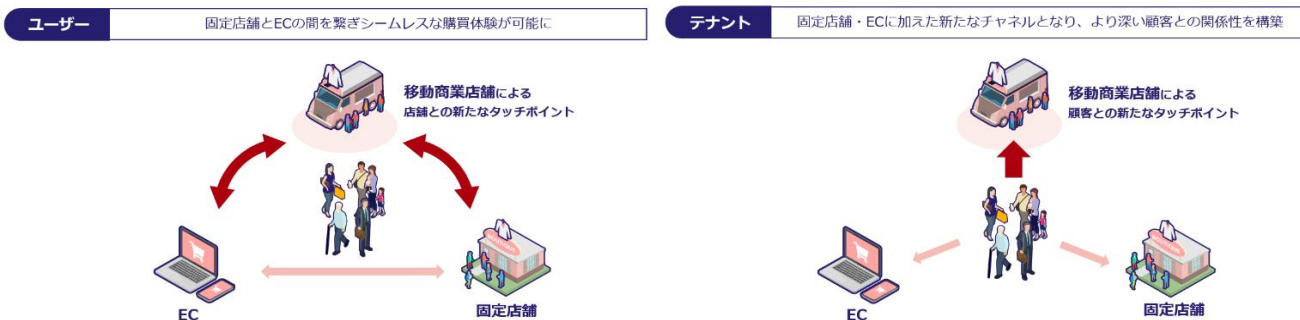 ユーザー
固定店舗とECの間を繋ぎシームレスな購買体験が可能に
移動商業店舗による
店舗との新たなタッチポイント
EC
固定店舗
テナント
固定店舗・ECに加えた新たなチャネルとなり、より深い顧客との関係性を構築
移動商業店舗による
顧客との新たなタッチポイント
EC
固定店舗